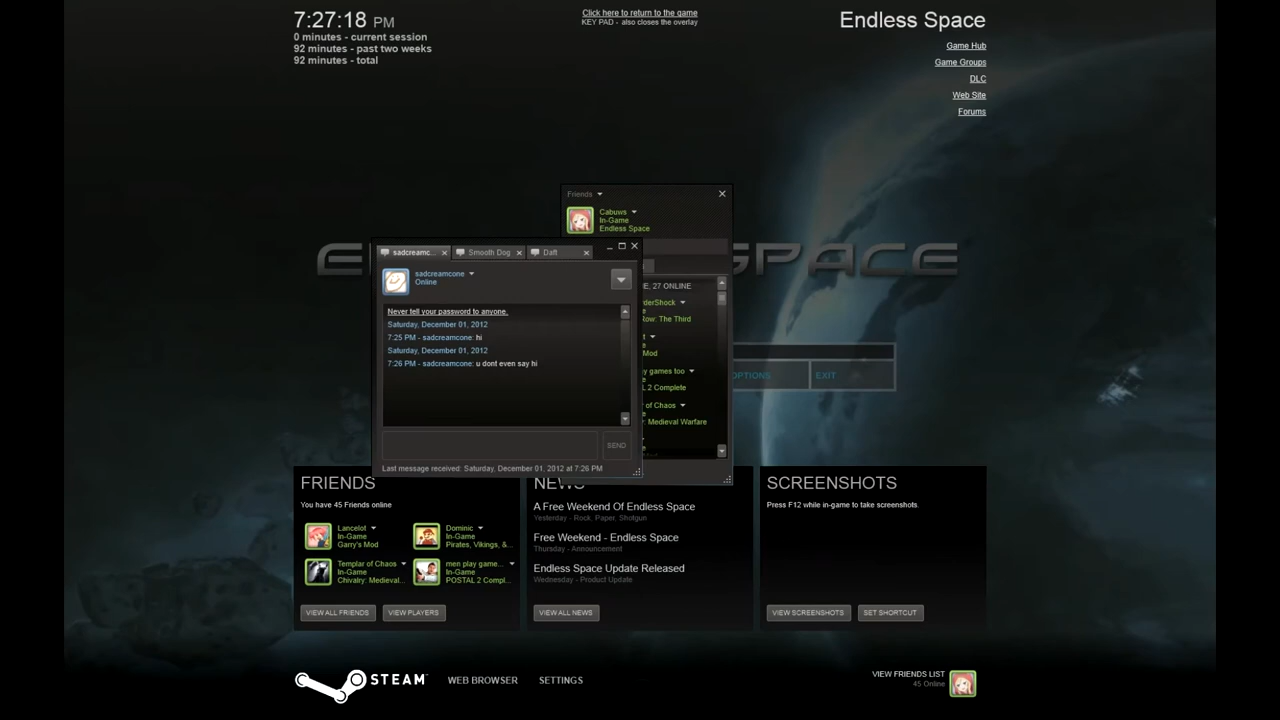 7:27:18 PM
0 minutes - current session
92 minutes - past two weeks
92 minutes - total
Click here to return to the game
KEY PAD - also closes the overlay
Endless Space
Game Hub
Game Groups
DLC
Web Site
Forums
Friends
Cabuws
In-Game
Endless Space
SPACE
sadcreamc...
Smooth Dog
Daft
sadcreamcone
Online
Never tell your password to anyone.
Saturday, December 01, 2012
7:25 PM - sadcreamcone: hi
Saturday, December 01, 2012
7:26 PM - sadcreamcone: u dont even say hi
SEND
Last message received: Saturday, December 01, 2012 at 7:26 PM
E, 27 ONLINE
derShock
Row: The Third
Mod
y games too
L 2 Complete
r of Chaos
y: Medieval Warfare
OPTIONS
EXIT
FRIENDS
You have 45 Friends online
Lancelot
In-Game
Garry's Mod
Dominic
In-Game
Pirates, Vikings, &...
Templar of Chaos
In-Game
Chivalry: Medieval...
men play game...
In-Game
POSTAL 2 Compl...
VIEW ALL FRIENDS
VIEW PLAYERS
NEWS
A Free Weekend Of Endless Space
Yesterday - Rock, Paper, Shotgun
Free Weekend - Endless Space
Thursday - Announcement
Endless Space Update Released
Wednesday - Product Update
VIEW ALL NEWS
SCREENSHOTS
Press F12 while in-game to take screenshots.
VIEW SCREENSHOTS
SET SHORTCUT
STEAM
WEB BROWSER
SETTINGS
VIEW FRIENDS LIST
45 Online